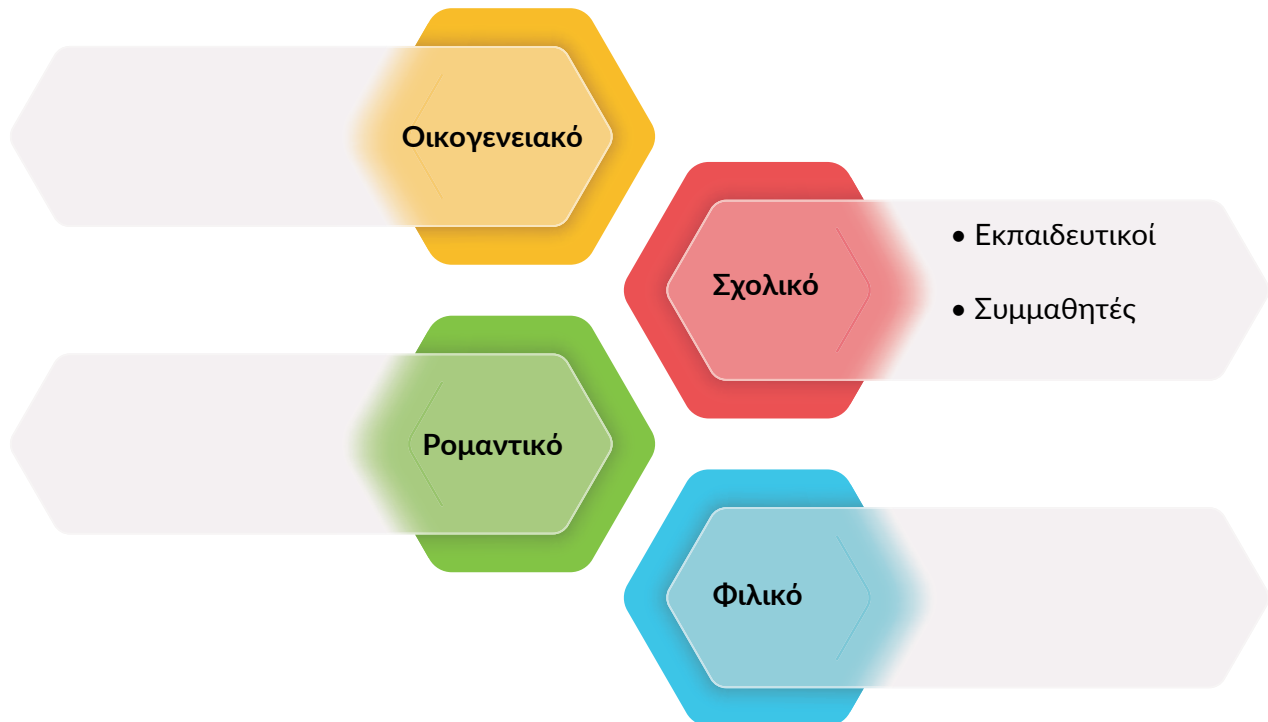 Οικογενειακό
Σχολικό
• Εκπαιδευτικοί
• Συμμαθητές
Ρομαντικό
Φιλικό